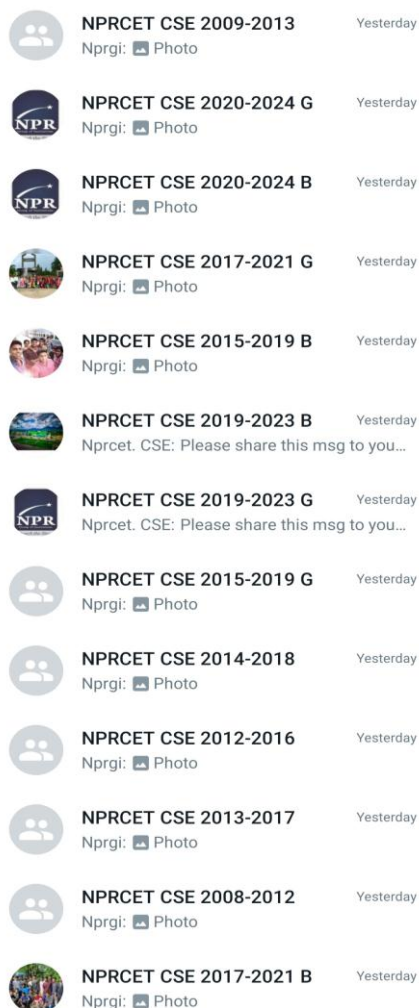 NPRCET CSE 2009-2013 Yesterday
Nprgi: Photo
NPR
NPRCET CSE 2020-2024 G Yesterday
Nprgi: Photo
NPR
NPRCET CSE 2020-2024 B Yesterday
Nprgi: Photo
NPRCET CSE 2017-2021 G Yesterday
Nprgi: Photo
NPRCET CSE 2015-2019 B Yesterday
Nprgi: Photo
NPRCET CSE 2019-2023 B Yesterday
Nprcet. CSE: Please share this msg to you...
NPR
NPRCET CSE 2019-2023 G Yesterday
Nprcet. CSE: Please share this msg to you...
NPRCET CSE 2015-2019 G Yesterday
Nprgi: Photo
NPRCET CSE 2014-2018 Yesterday
Nprgi: Photo
NPRCET CSE 2012-2016 Yesterday
Nprgi: Photo
NPRCET CSE 2013-2017 Yesterday
Nprgi: Photo
NPRCET CSE 2008-2012 Yesterday
Nprgi: Photo
NPRCET CSE 2017-2021 B Yesterday
Nprgi: Photo